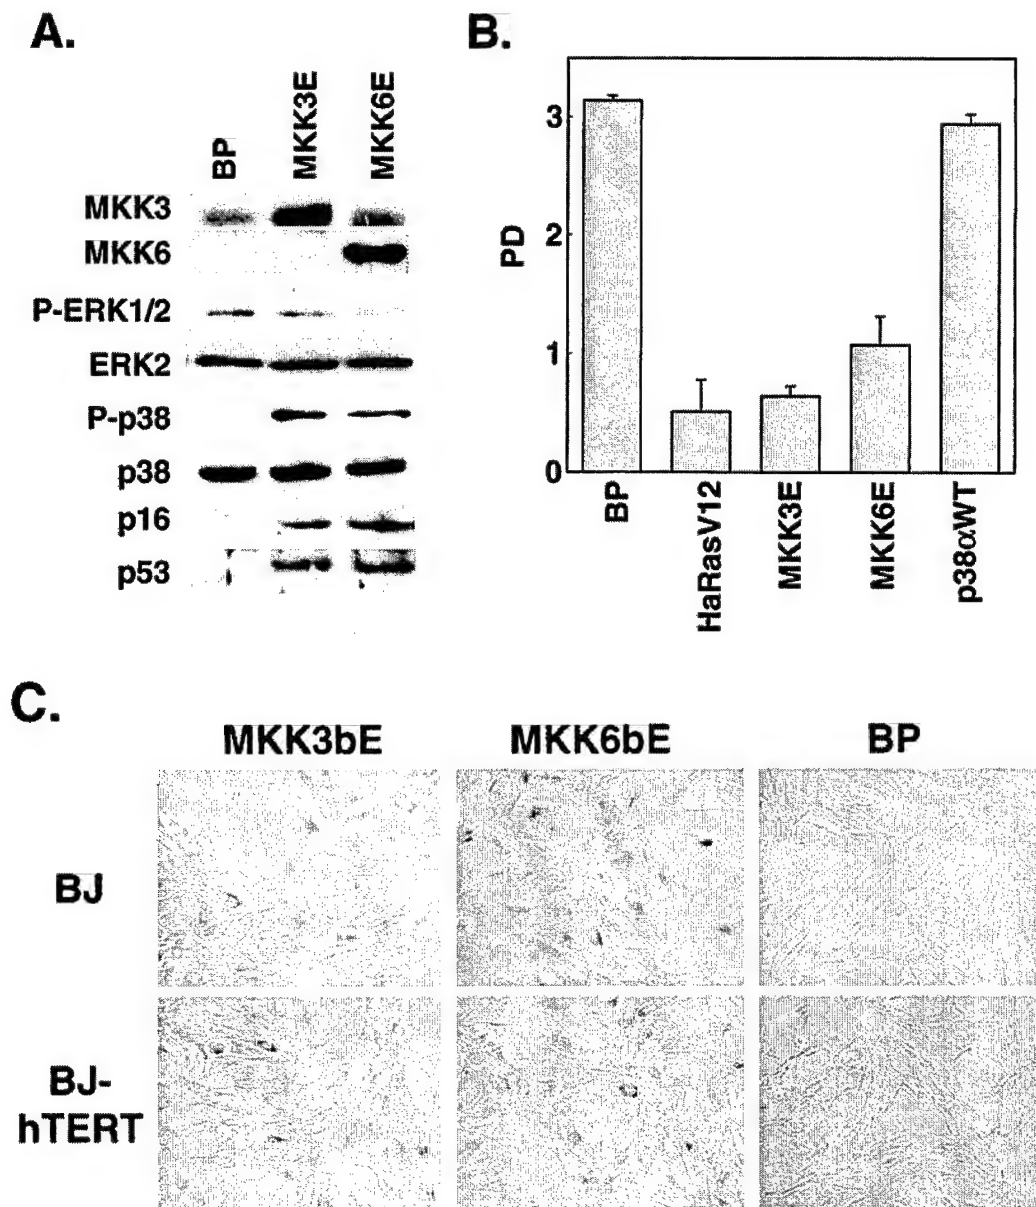 A.
BP
MKK3E
MKK6E
MKK3
MKK6
P-ERK1/2
ERK2
P-p38
p38
p16
p53
B.
PD
3
2
1
0
BP
HaRasV12
MKK3E
MKK6E
p38αWT
C.
MKK3bE
MKK6bE
BP
BJ
BJ-
hTERT